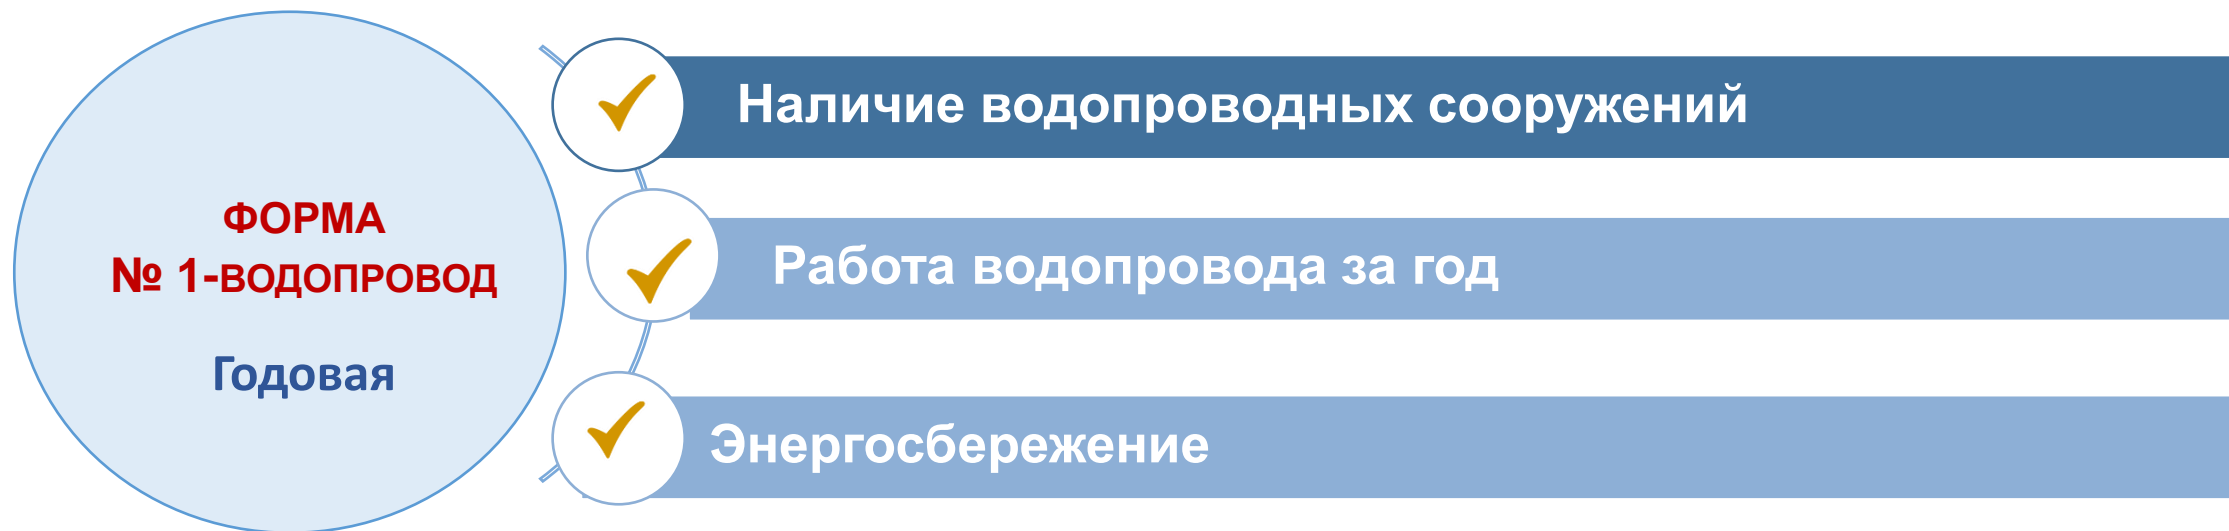 ФОРМА
№ 1-ВОДОПРОВОД
Годовая
Наличие водопроводных сооружений
Работа водопровода за год
Энергосбережение